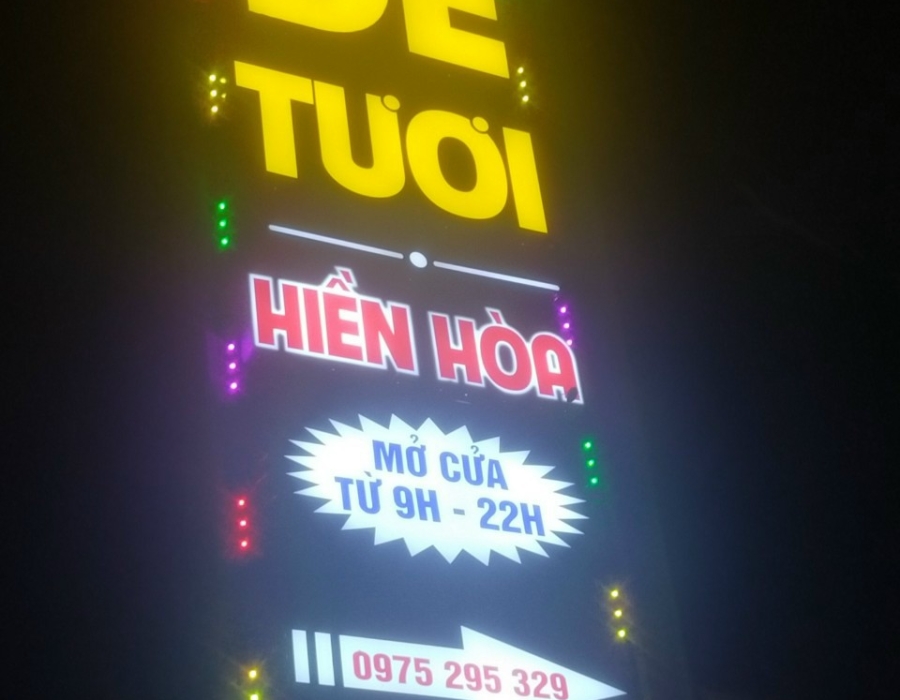 TƯƠI
HIỀN HÒA
MỞ CỬA
TỪ 9H - 22H
0975 295 329